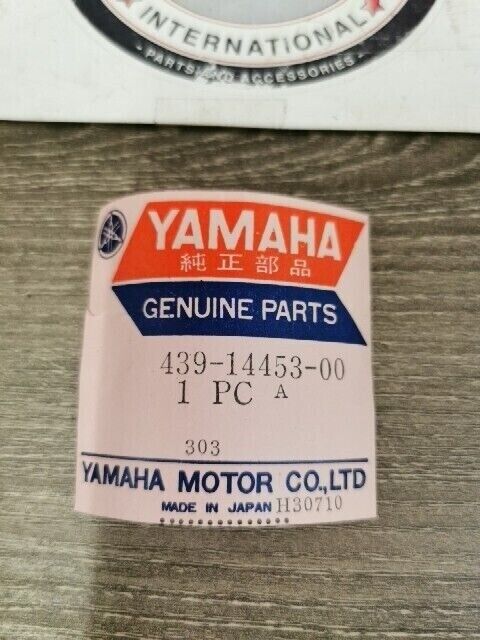 INTERNATIONAL
PARTS AND ACCESSORIES
YAMAHA
純正部品
GENUINE PARTS
439-14453-00
1 PC A
303
YAMAHA MOTOR CO.,LTD
MADE IN JAPAN H30710